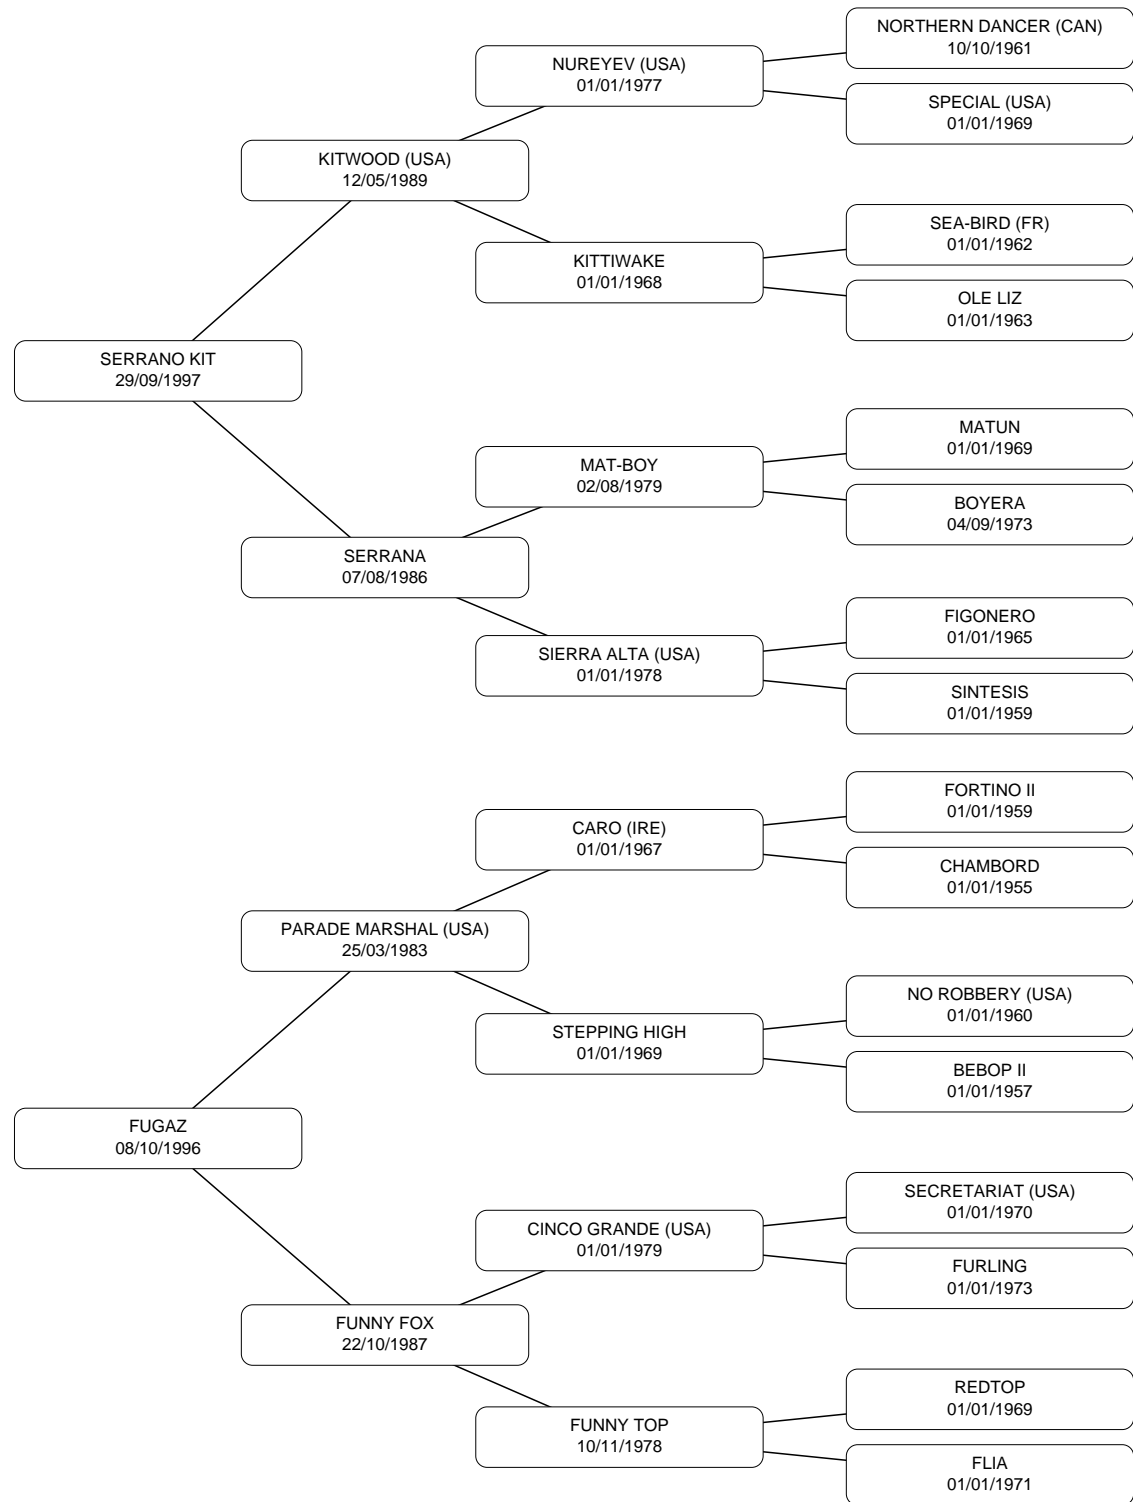 NORTHERN DANCER (CAN)
10/10/1961
NUREYEV (USA)
01/01/1977
SPECIAL (USA)
01/01/1969
KITWOOD (USA)
12/05/1989
SEA-BIRD (FR)
01/01/1962
KITTIWAKE
01/01/1968
OLE LIZ
01/01/1963
SERRANO KIT
29/09/1997
MATUN
01/01/1969
MAT-BOY
02/08/1979
BOYERA
04/09/1973
SERRANA
07/08/1986
FIGONERO
01/01/1965
SIERRA ALTA (USA)
01/01/1978
SINTESIS
01/01/1959
FORTINO II
01/01/1959
CARO (IRE)
01/01/1967
CHAMBORD
01/01/1955
PARADE MARSHAL (USA)
25/03/1983
NO ROBBERY (USA)
01/01/1960
STEPPING HIGH
01/01/1969
BEBOP II
01/01/1957
FUGAZ
08/10/1996
SECRETARIAT (USA)
01/01/1970
CINCO GRANDE (USA)
01/01/1979
FURLING
01/01/1973
FUNNY FOX
22/10/1987
REDTOP
01/01/1969
FUNNY TOP
10/11/1978
FLIA
01/01/1971